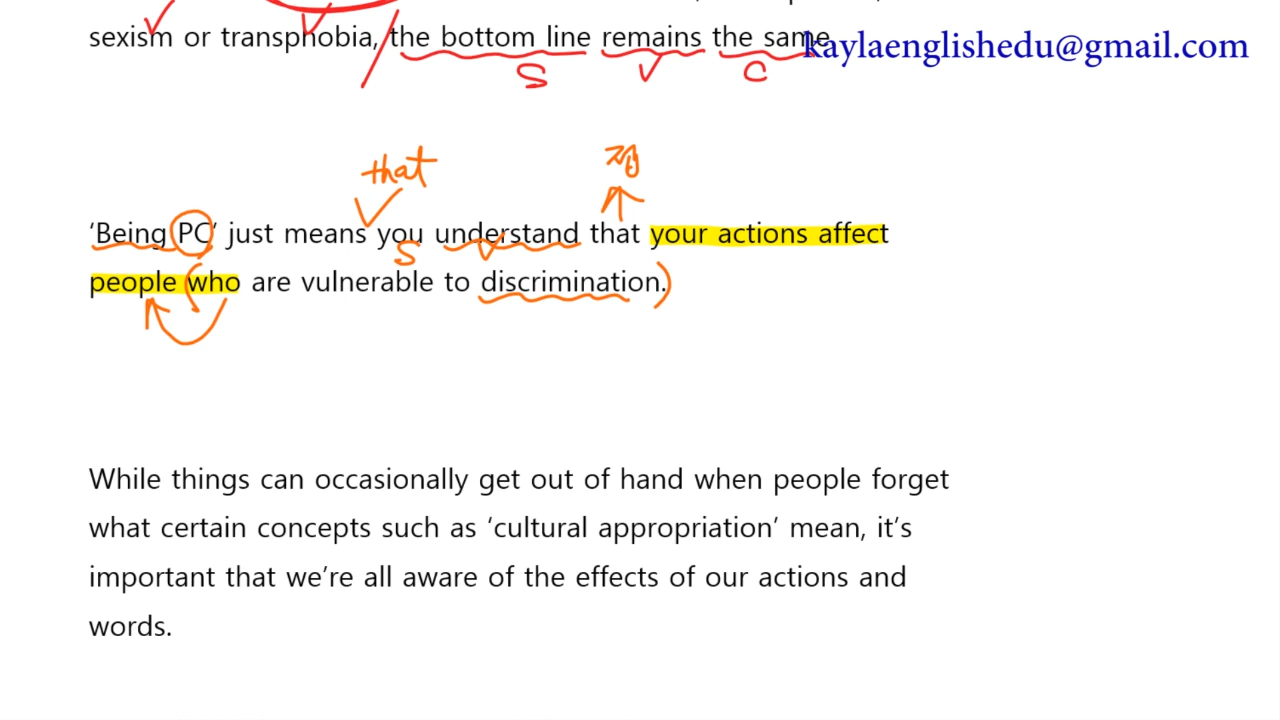 sexism or transphobia, the bottom line remains the same
kaylaenglishedu@gmail.com
S V C
that 접
‘Being PC’ just means you understand that your actions affect
S V
people who are vulnerable to discrimination.)
While things can occasionally get out of hand when people forget
what certain concepts such as ‘cultural appropriation’ mean, it’s
important that we’re all aware of the effects of our actions and
words.